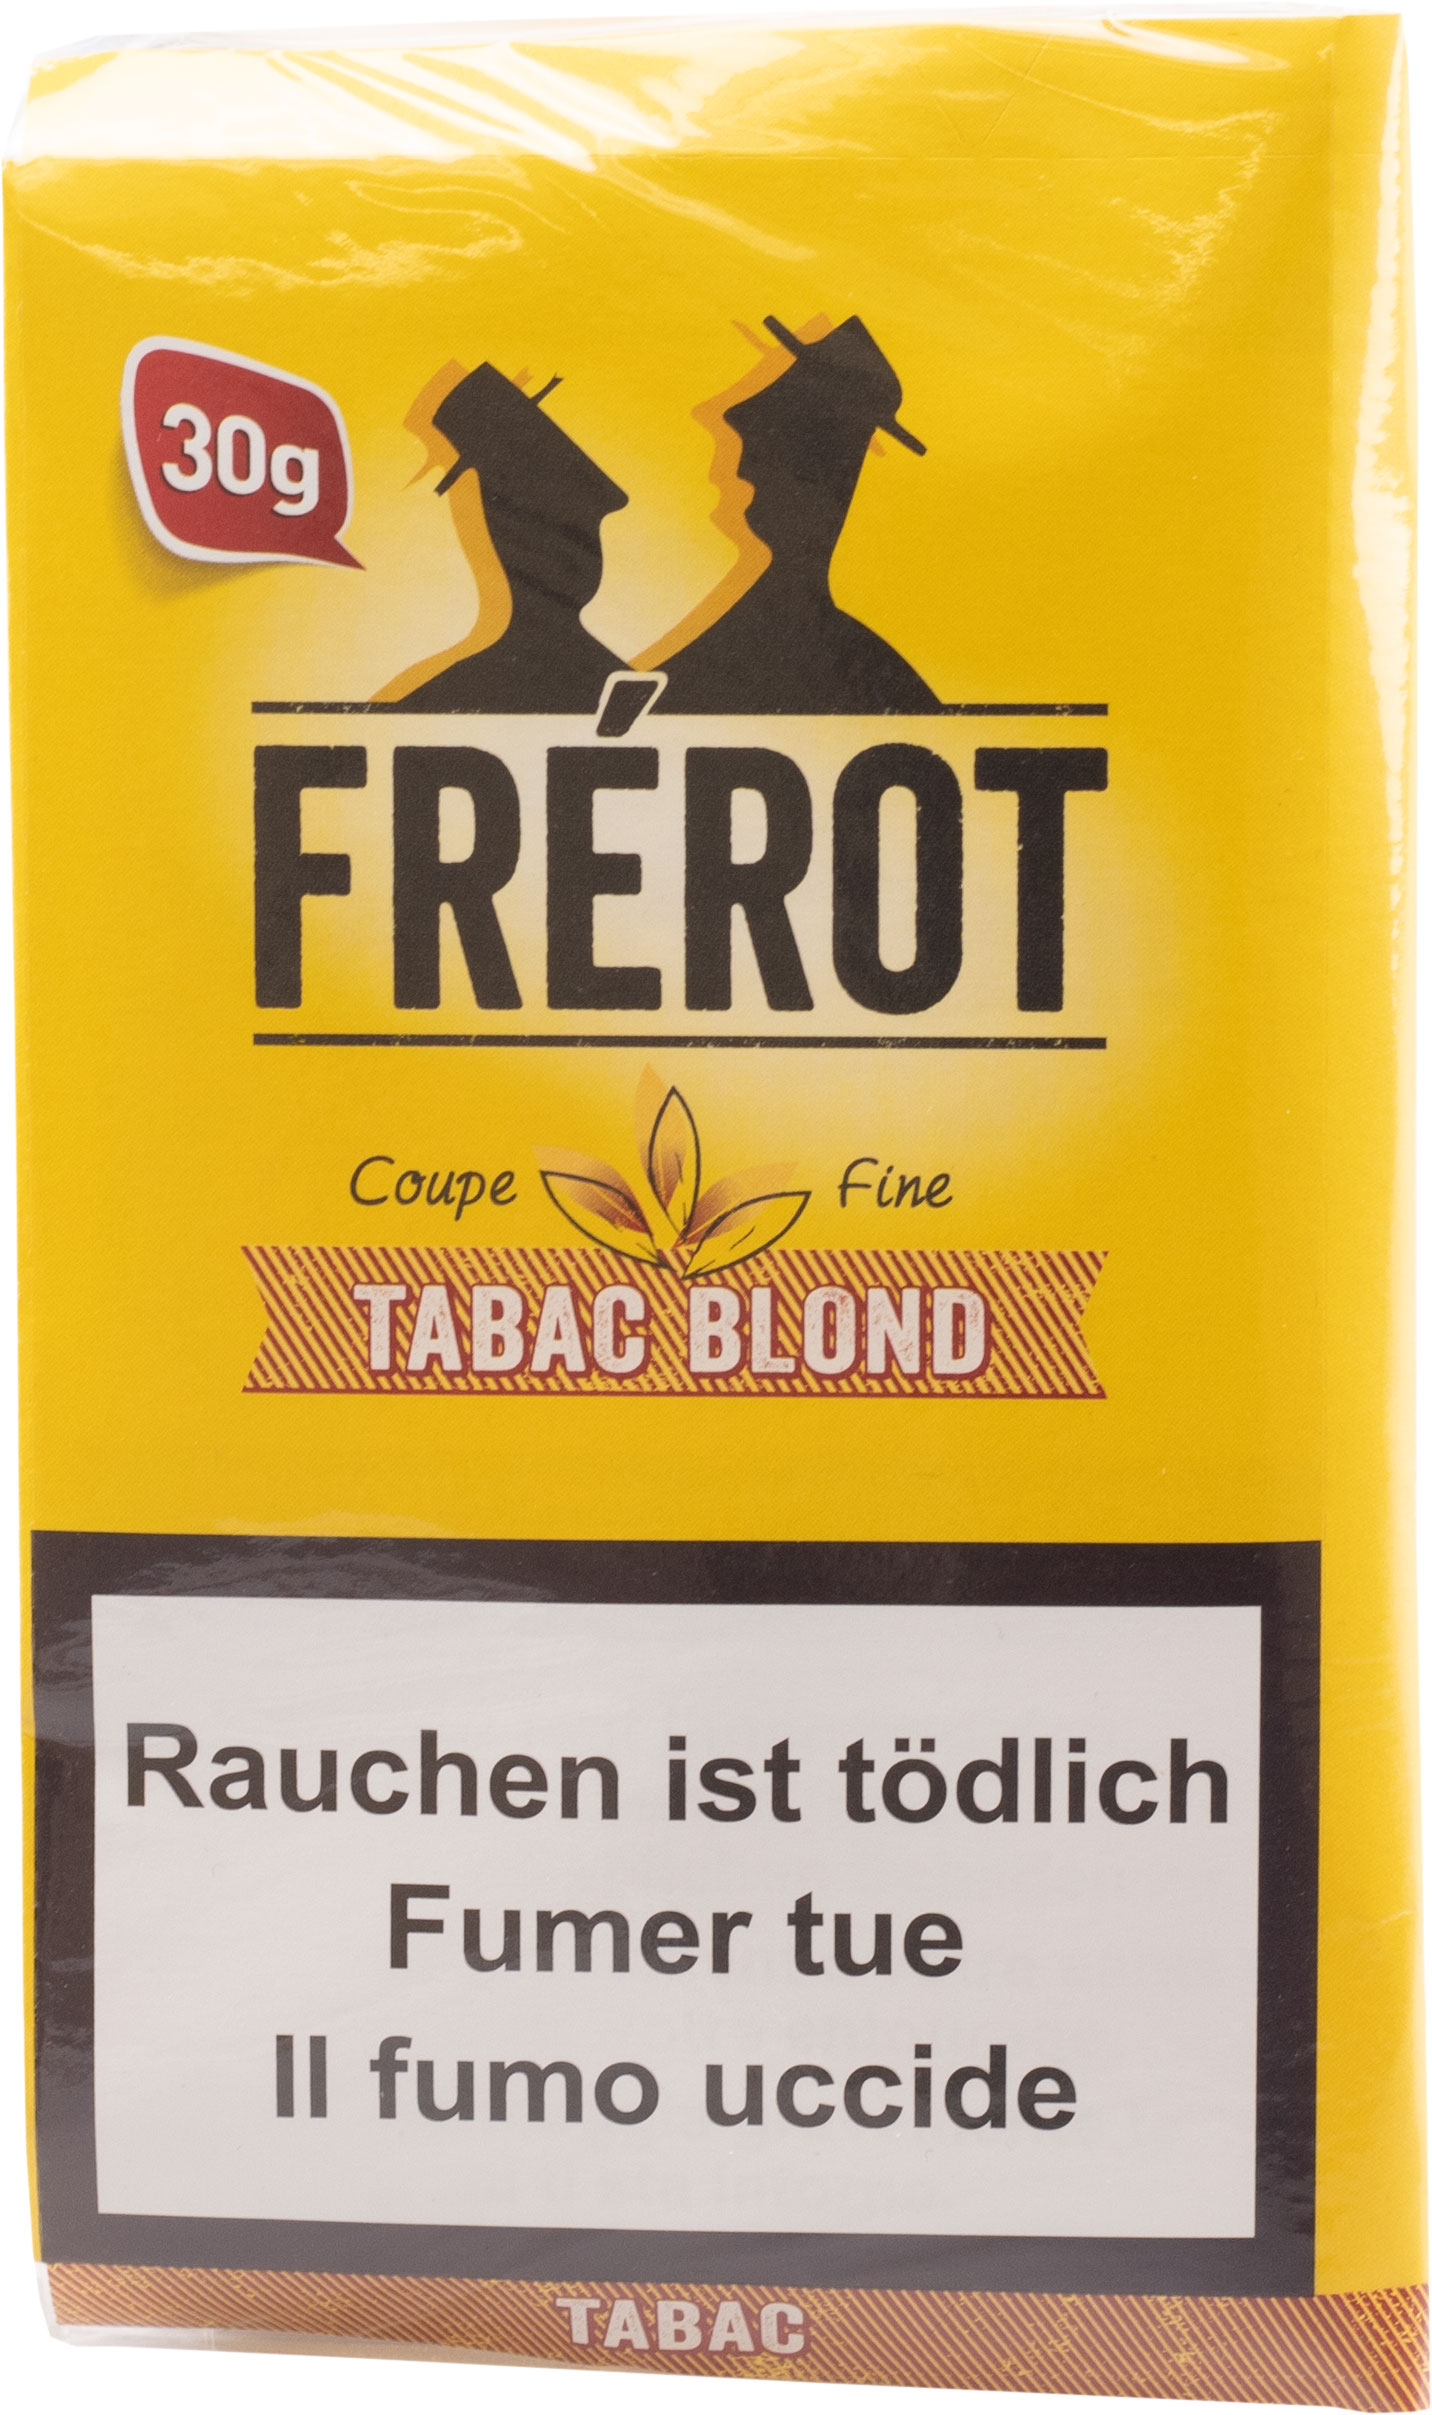 30g
FRÉROT
Coupe Fine
TABAC BLOND
Rauchen ist tödlich
Fumer tue
Il fumo uccide
TABAC